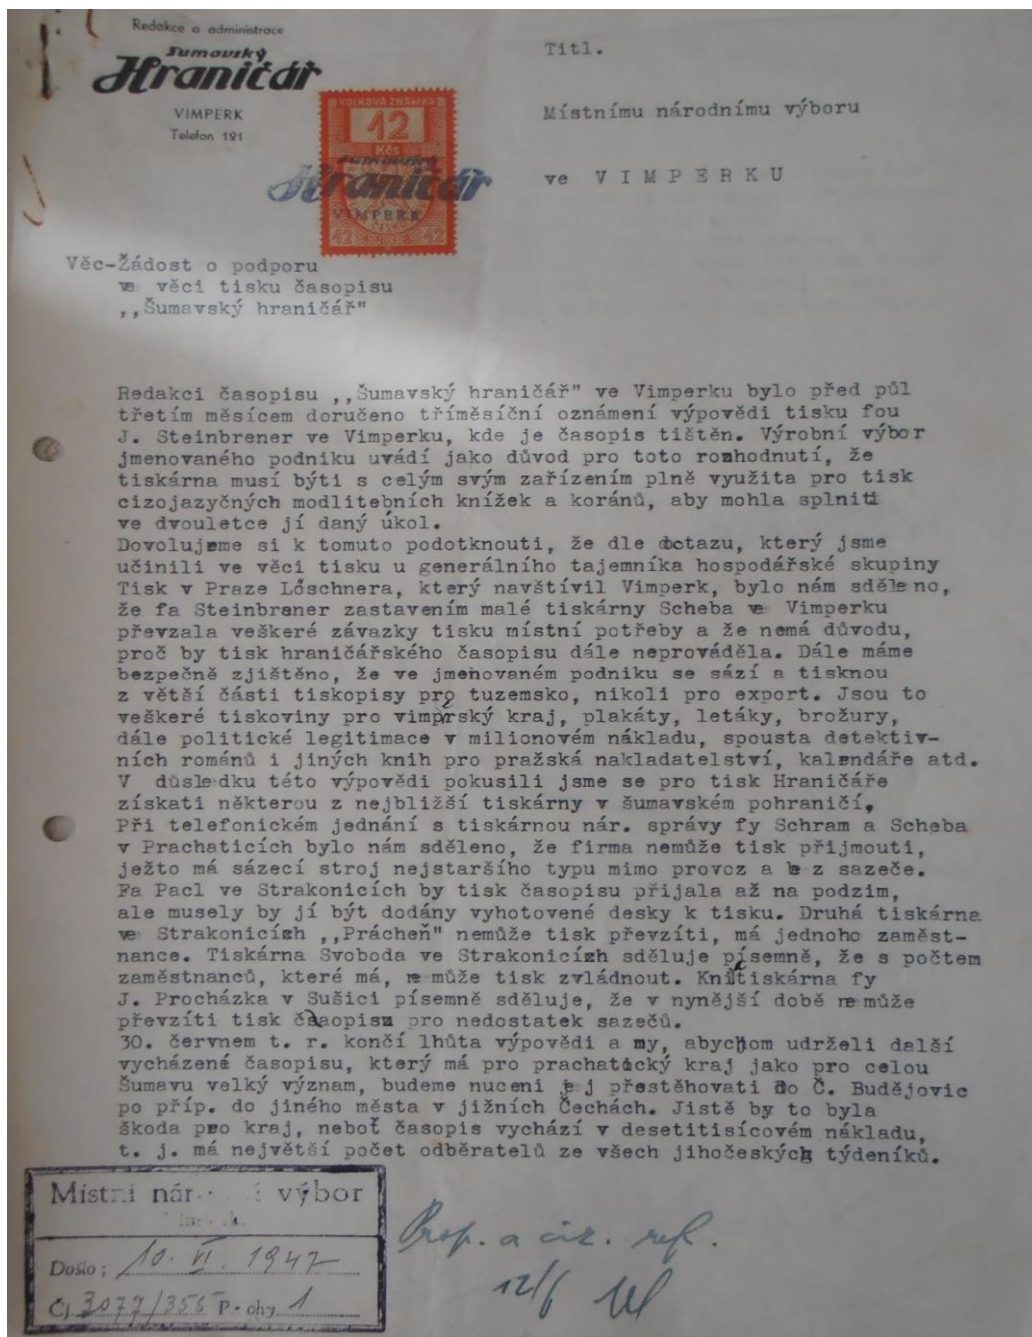 Redakce a administrace
Šumavský
Hraničář
VIMPERK
Telefon 121
Titl.
Místnímu národnímu výboru
ve VIMPERKU
KOLKOVÁ ZNÁMKA
12
Kčs
Šumavský
Hraničář
VIMPERK
12 12
Věc-Žádost o podporu
ve věci tisku časopisu
,,Šumavský hraničář"
Redakci časopisu ,,Šumavský hraničář" ve Vimperku bylo před půl
třetím měsícem doručeno tříměsíční oznámení výpovědi tisku fou
J. Steinbrener ve Vimperku, kde je časopis tištěn. Výrobní výbor
jmenovaného podniku uvádí jako důvod pro toto rozhodnutí, že
tiskárna musí býti s celým svým zařízením plně využita pro tisk
cizojazyčných modlitebních knížek a koránů, aby mohla splniti
ve dvouletce jí daný úkol.
Dovolujeme si k tomuto podotknouti, že dle dotazu, který jsme
učinili ve věci tisku u generálního tajemníka hospodářské skupiny
Tisk v Praze Löschnera, který navštívil Vimperk, bylo nám sděleno,
že fa Steinbrener zastavením malé tiskárny Scheba ve Vimperku
převzala veškeré závazky tisku místní potřeby a že nemá důvodu,
proč by tisk hraničářského časopisu dále neprováděla. Dále máme
bezpečně zjištěno, že ve jmenovaném podniku se sází a tisknou
z větší části tiskopisy pro tuzemsko, nikoli pro export. Jsou to
veškeré tiskoviny pro vimprský kraj, plakáty, letáky, brožury,
dále politické legitimace v milionovém nákladu, spousta detektiv-
ních románů i jiných knih pro pražská nakladatelství, kalendáře atd.
V důsledku této výpovědi pokusili jsme se pro tisk Hraničáře
získati některou z nejbližší tiskárny v šumavském pohraničí,
Při telefonickém jednání s tiskárnou nár. správy fy Schram a Scheba
v Prachaticích bylo nám sděleno, že firma nemůže tisk přijmouti,
ježto má sázecí stroj nejstaršího typu mimo provoz a je z sazeče.
Fa Pacl ve Strakonicích by tisk časopisu přijala až na podzim,
ale musely by jí být dodány vyhotovené desky k tisku. Druhá tiskárna
ve Strakonicích ,,Prácheň" nemůže tisk převzíti, má jednoho zaměst-
nance. Tiskárna Svoboda ve Strakonicích sděluje písemně, že s počtem
zaměstnanců, které má, nemůže tisk zvládnout. Knihtiskárna fy
J. Procházka v Sušici písemně sděluje, že v nynější době nemůže
převzíti tisk časopisu pro nedostatek sazečů.
30. červnem t. r. končí lhůta výpovědi a my, abychom udrželi další
vycházené časopisu, který má pro prachatický kraj jako pro celou
Šumavu velký význam, budeme nuceni jej přestěhovati do Č. Budějovic
po příp. do jiného města v jižních Čechách. Jistě by to byla
škoda pro kraj, neboť časopis vychází v desetitisícovém nákladu,
t. j. má největší počet odběratelů ze všech jihočeských týdeníků.
Místní nár í výbor
Došlo: 10. VI. 1947
Čj 3077/355 P. ohy 1
Prop. a ref.
12/6